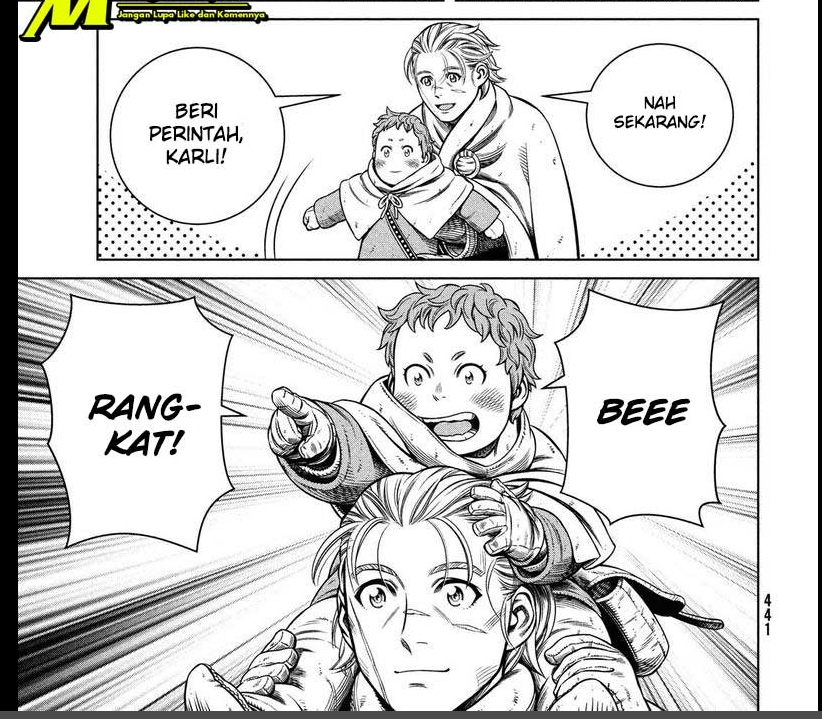 Jangan Lupa Like dan Komennya
NAH
SEKARANG!
BERI
PERINTAH,
KARLI!
BEEE
RANG-
KAT!
441